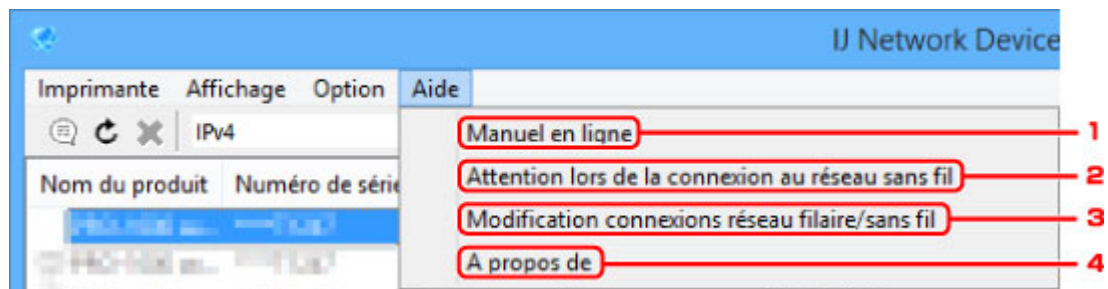 IJ Network Device
Imprimante Affichage Option Aide
IPv4
Manuel en ligne 1
Attention lors de la connexion au réseau sans fil 2
Nom du produit Numéro de série
Modification connexions réseau filaire/sans fil 3
A propos de 4